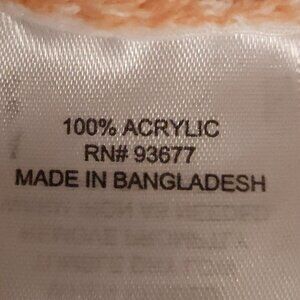 100% ACRYLIC
RN# 93677
MADE IN BANGLADESH